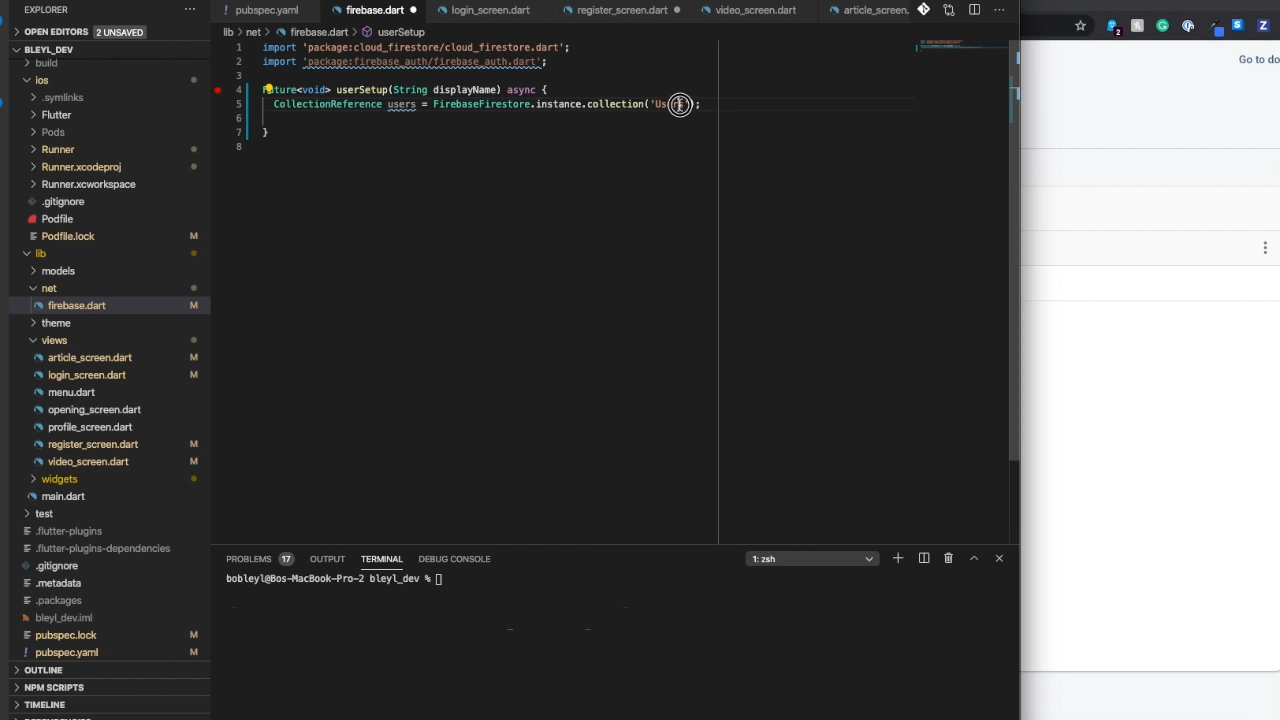 EXPLORER
pubspec.yaml
firebase.dart
login_screen.dart
register_screen.dart
video_screen.dart
article_screen.
OPEN EDITORS 2 UNSAVED
lib > net > firebase.dart > userSetup
BLEYL_DEV
build
ios
.symlinks
Flutter
Pods
Runner
Runner.xcodeproj
Runner.xcworkspace
.gitignore
Podfile
Podfile.lock M
lib
models
net
firebase.dart M
theme
views
article_screen.dart M
login_screen.dart M
menu.dart
opening_screen.dart
profile_screen.dart
register_screen.dart M
video_screen.dart M
widgets
main.dart
test
.flutter-plugins
.flutter-plugins-dependencies
.gitignore
.metadata
.packages
bleyl_dev.iml
pubspec.lock M
pubspec.yaml M
OUTLINE
NPM SCRIPTS
TIMELINE
1 import 'package:cloud_firestore/cloud_firestore.dart';
2 import 'package:firebase_auth/firebase_auth.dart';
3
4 Future<void> userSetup(String displayName) async {
5 CollectionReference users = FirebaseFirestore.instance.collection(
6
7 }
8
PROBLEMS 17 OUTPUT TERMINAL DEBUG CONSOLE
1: zsh
bobleyl@Bos-MacBook-Pro-2 bleyl_dev %
2
S
Z
Go to do